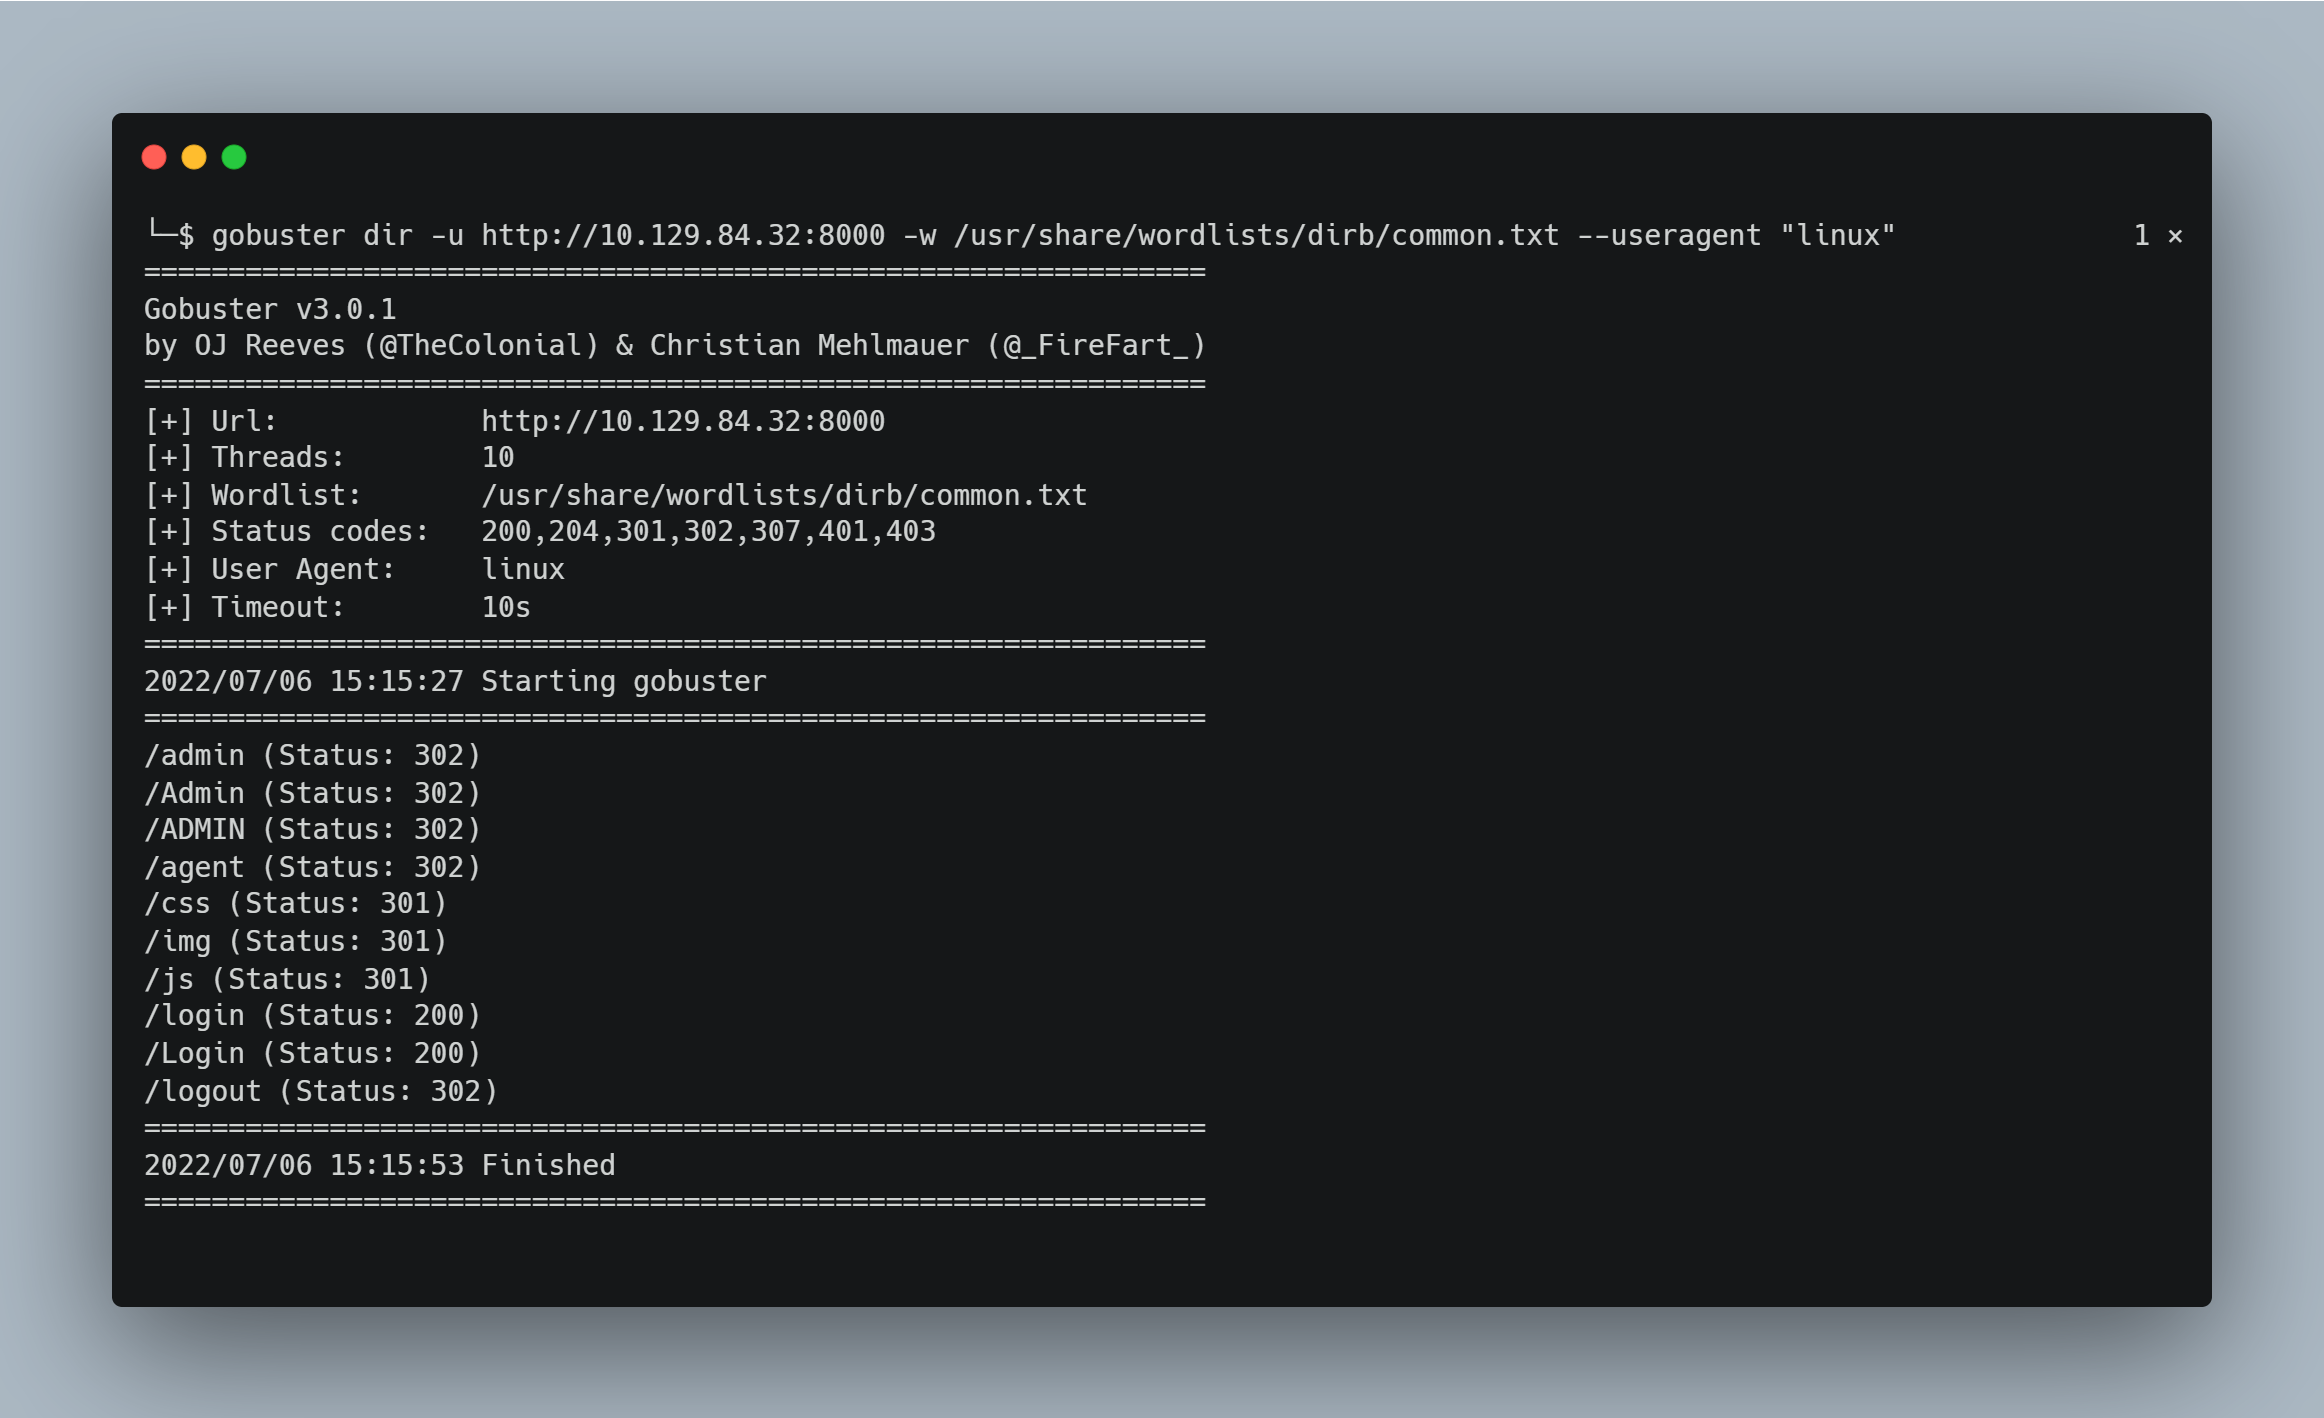 └─$ gobuster dir -u http://10.129.84.32:8000 -w /usr/share/wordlists/dirb/common.txt --useragent "linux" 1 ×
===============================================================
Gobuster v3.0.1
by OJ Reeves (@TheColonial) & Christian Mehlmauer (@_FireFart_)
===============================================================
[+] Url:            http://10.129.84.32:8000
[+] Threads:        10
[+] Wordlist:       /usr/share/wordlists/dirb/common.txt
[+] Status codes:   200,204,301,302,307,401,403
[+] User Agent:     linux
[+] Timeout:        10s
===============================================================
2022/07/06 15:15:27 Starting gobuster
===============================================================
/admin (Status: 302)
/Admin (Status: 302)
/ADMIN (Status: 302)
/agent (Status: 302)
/css (Status: 301)
/img (Status: 301)
/js (Status: 301)
/login (Status: 200)
/Login (Status: 200)
/logout (Status: 302)
===============================================================
2022/07/06 15:15:53 Finished
===============================================================